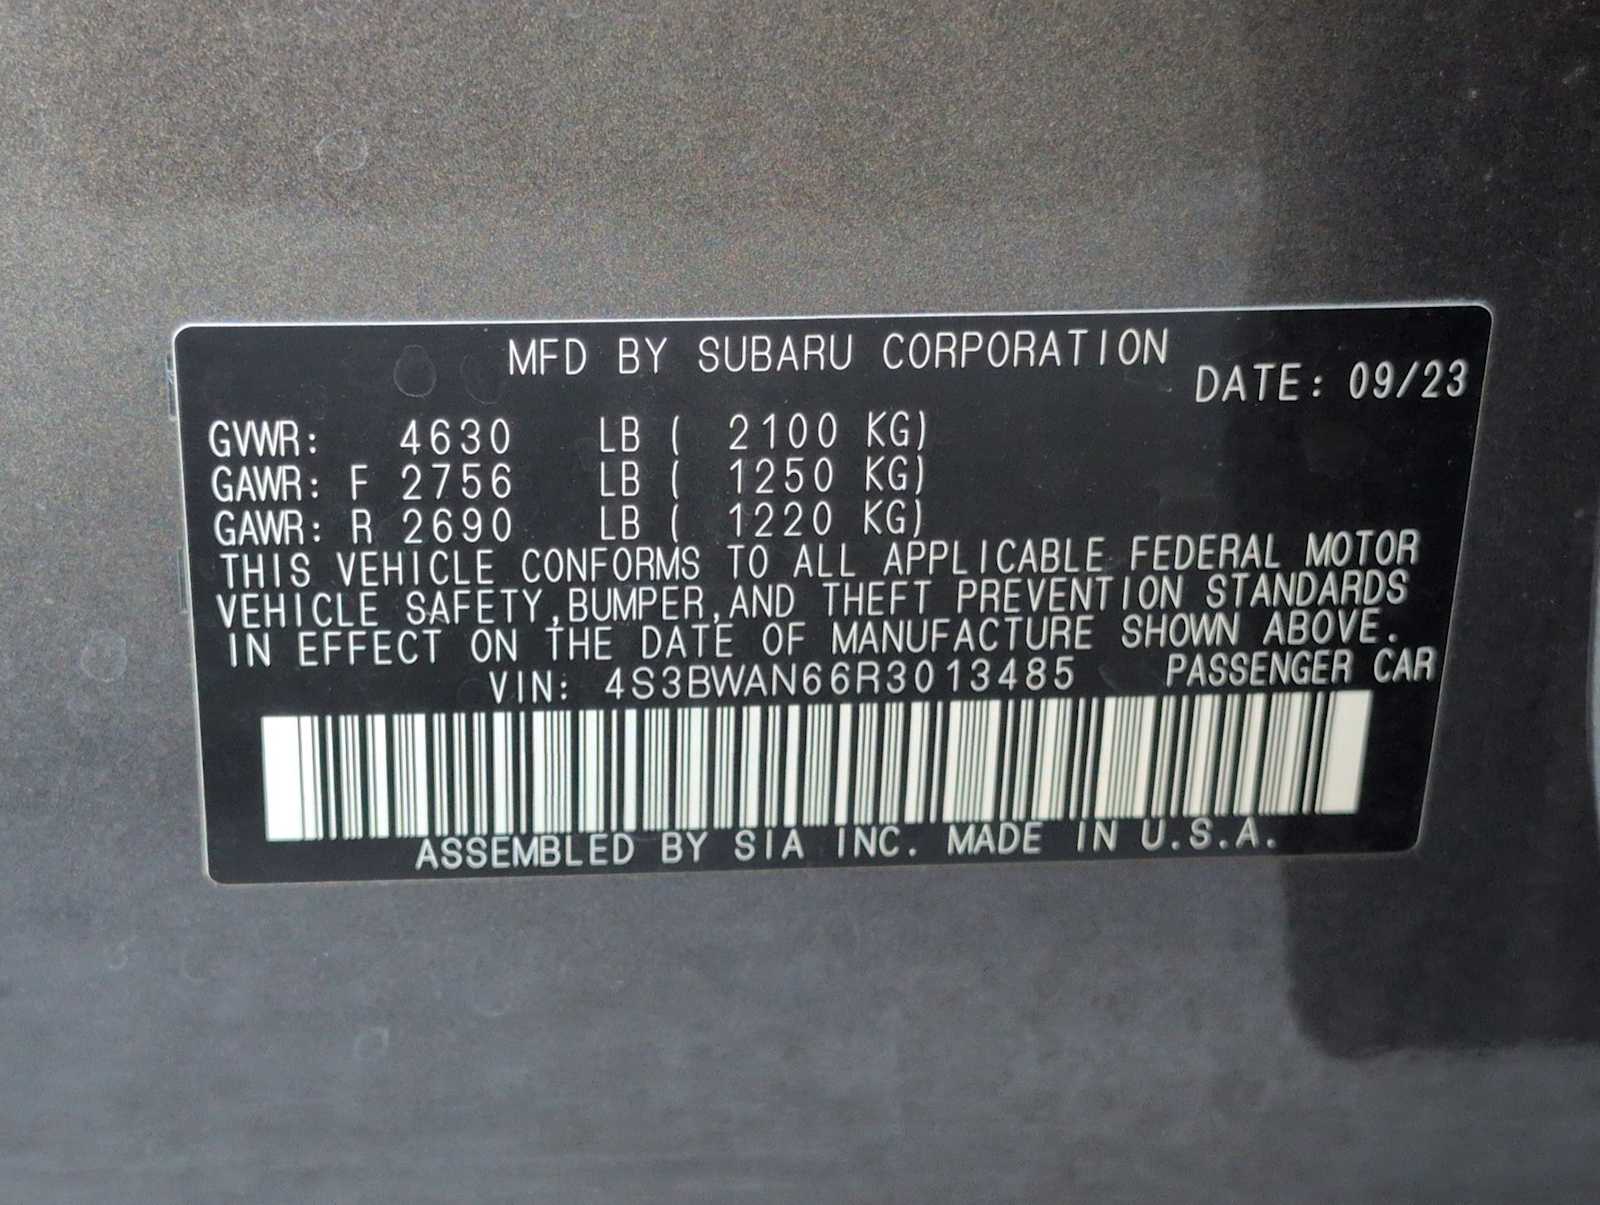 MFD BY SUBARU CORPORATION
DATE: 09/23
GVWR: 4630 LB ( 2100 KG)
GAWR: F 2756 LB ( 1250 KG)
GAWR: R 2690 LB ( 1220 KG)
THIS VEHICLE CONFORMS TO ALL APPLICABLE FEDERAL MOTOR
VEHICLE SAFETY,BUMPER,AND THEFT PREVENTION STANDARDS
IN EFFECT ON THE DATE OF MANUFACTURE SHOWN ABOVE.
VIN: 4S3BWAN66R3013485 PASSENGER CAR
ASSEMBLED BY SIA INC. MADE IN U.S.A.